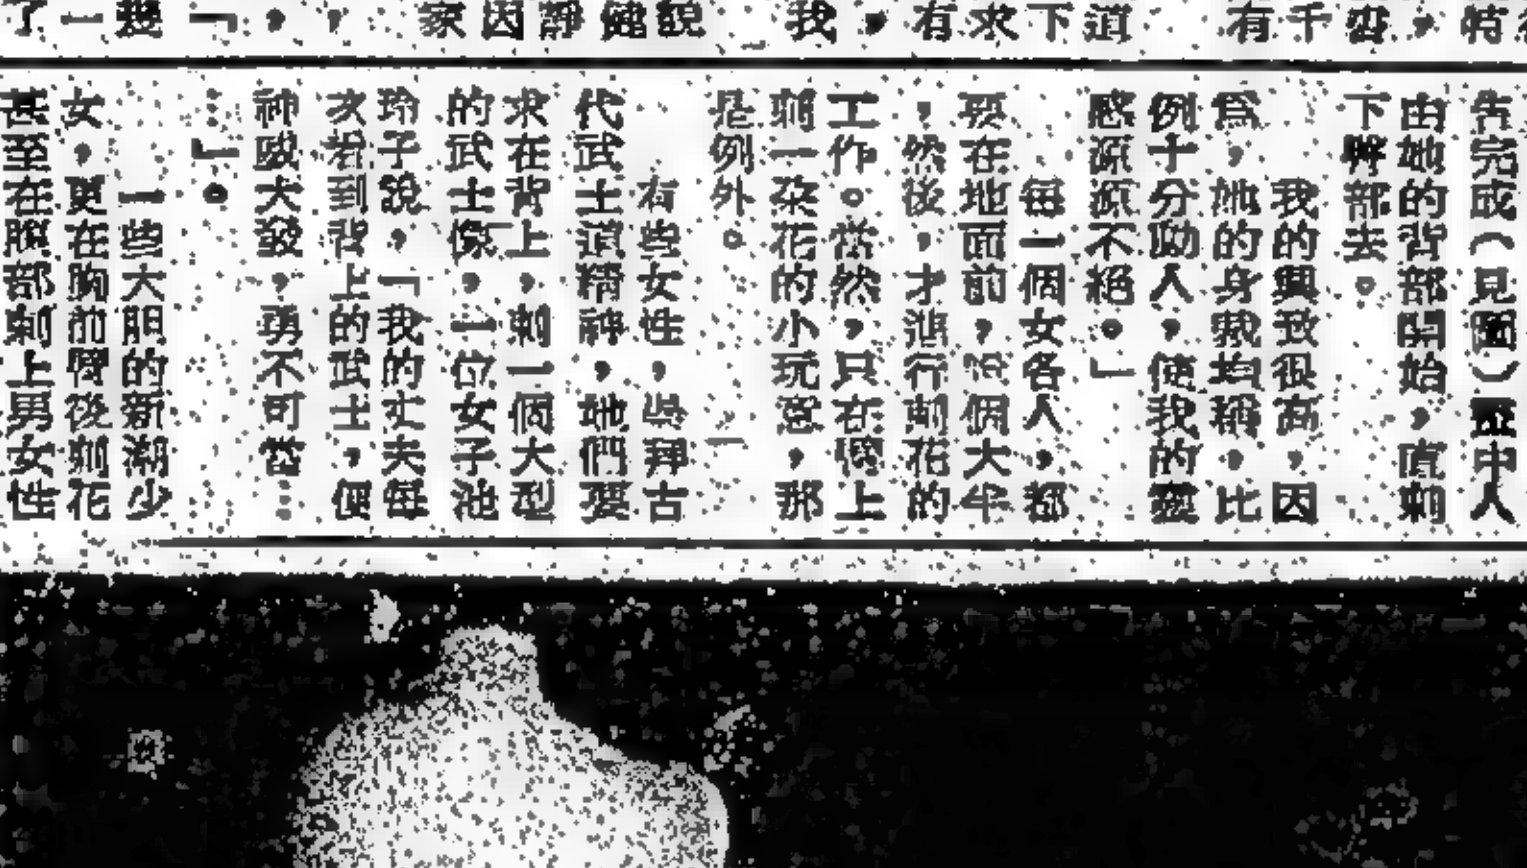 告完成（見圖）歷中人
由她的背部開始，直刺
下臀部去。
我的興致很高，因
爲，她的身裁均稱，比
例十分動人，使我的靈
感源源不絕。」
每一個女各人，都
要在地面前，恰個大半
，然後，才進行刺花的
工作。當然，只在臂上
刺一朶花的小玩意，那
是例外。
有些女性，崇拜古
代武士道精神，她們要
求在背上，刺一個大型
的武士像，一位女子池
玲子說，「我的丈夫每
次看到背上的武士，便
神威大發，勇不可當…
…」。
一些大胆的新潮少
女，更在胸前臂後刺花
甚至在腿部刺上男女性